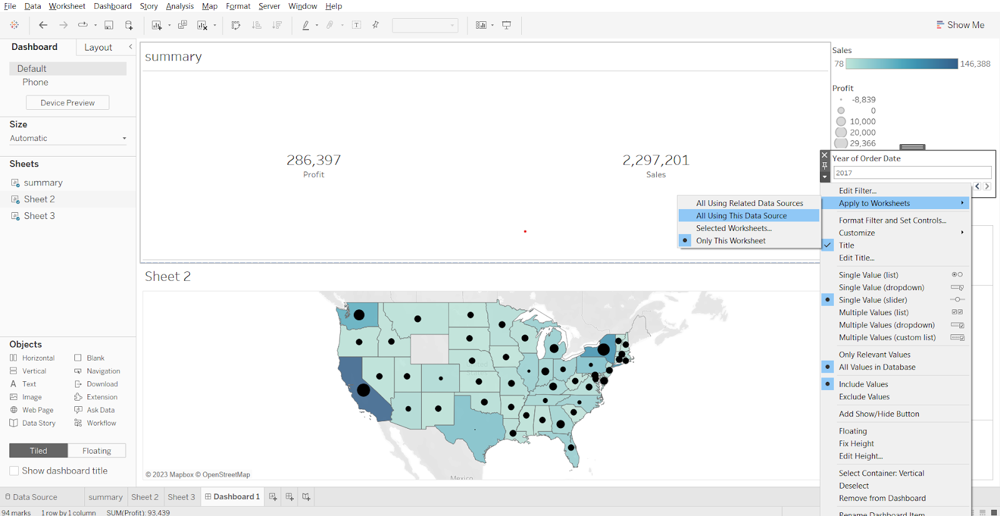 File Data Worksheet Dashboard Story Analysis Map Format Server Window Help
Show Me
Dashboard Layout
Default
Phone
Device Preview
Size
Automatic
Sheets
summary
Sheet 2
Sheet 3
Objects
Horizontal Blank
Vertical Navigation
Text Download
Image Extension
Web Page Ask Data
Data Story Workflow
Tiled Floating
Show dashboard title
summary
286,397
Profit
2,297,201
Sales
Sheet 2
United
© 2023 Mapbox © OpenStreetMap
Mexico
Sales
78 146,388
Profit
-8,839
0
10,000
20,000
29,366
Year of Order Date
2017
All Using Related Data Sources
All Using This Data Source
Selected Worksheets...
Only This Worksheet
Edit Filter...
Apply to Worksheets
Format Filter and Set Controls...
Customize
Title
Edit Title...
Single Value (list)
Single Value (dropdown)
Single Value (slider)
Multiple Values (list)
Multiple Values (dropdown)
Multiple Values (custom list)
Only Relevant Values
All Values in Database
Include Values
Exclude Values
Add Show/Hide Button
Floating
Fix Height
Edit Height...
Select Container: Vertical
Deselect
Remove from Dashboard
Rename Dashboard Item
Data Source summary Sheet 2 Sheet 3 Dashboard 1
94 marks 1 row by 1 column SUM(Profit): 93,439